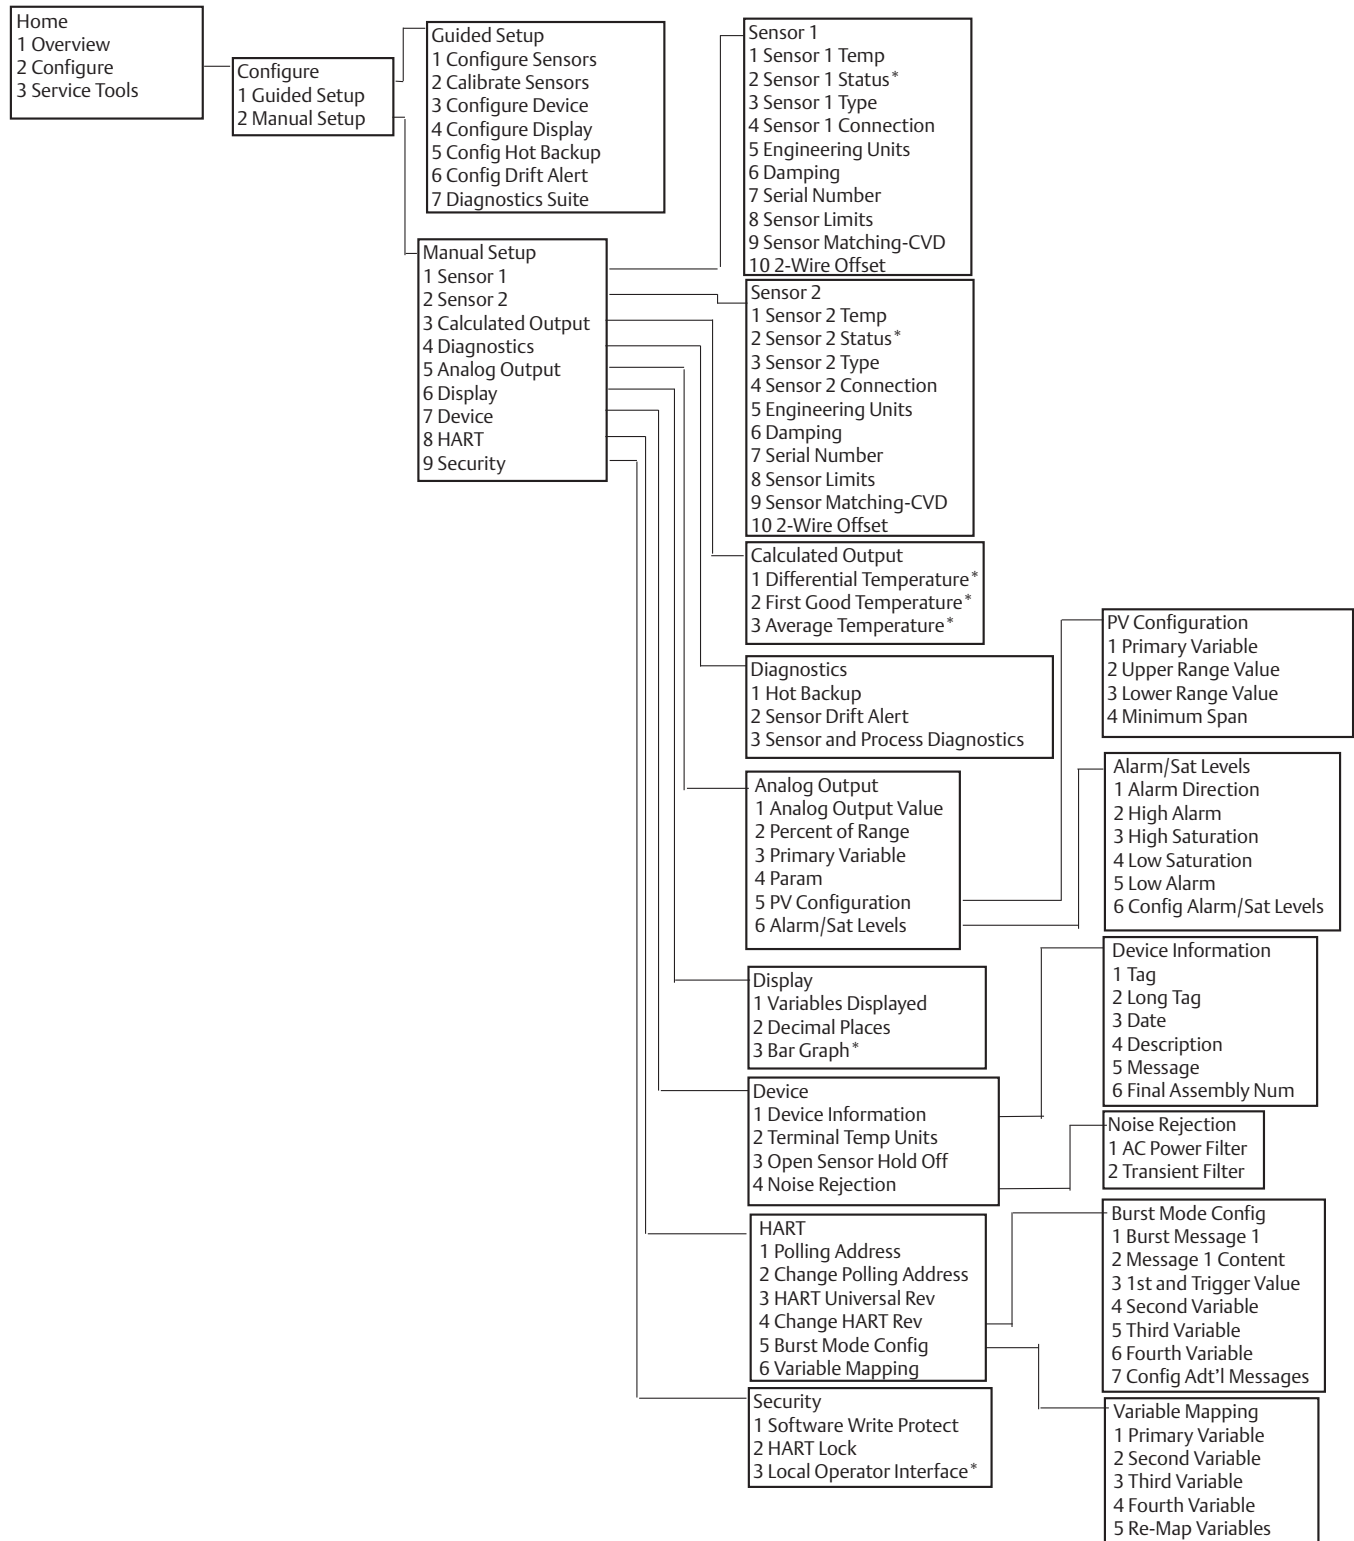 Home
1 Overview
2 Configure
3 Service Tools
Configure
1 Guided Setup
2 Manual Setup
Guided Setup
1 Configure Sensors
2 Calibrate Sensors
3 Configure Device
4 Configure Display
5 Config Hot Backup
6 Config Drift Alert
7 Diagnostics Suite
Manual Setup
1 Sensor 1
2 Sensor 2
3 Calculated Output
4 Diagnostics
5 Analog Output
6 Display
7 Device
8 HART
9 Security
Sensor 1
1 Sensor 1 Temp
2 Sensor 1 Status*
3 Sensor 1 Type
4 Sensor 1 Connection
5 Engineering Units
6 Damping
7 Serial Number
8 Sensor Limits
9 Sensor Matching-CVD
10 2-Wire Offset
Sensor 2
1 Sensor 2 Temp
2 Sensor 2 Status*
3 Sensor 2 Type
4 Sensor 2 Connection
5 Engineering Units
6 Damping
7 Serial Number
8 Sensor Limits
9 Sensor Matching-CVD
10 2-Wire Offset
Calculated Output
1 Differential Temperature*
2 First Good Temperature*
3 Average Temperature*
Diagnostics
1 Hot Backup
2 Sensor Drift Alert
3 Sensor and Process Diagnostics
Analog Output
1 Analog Output Value
2 Percent of Range
3 Primary Variable
4 Param
5 PV Configuration
6 Alarm/Sat Levels
Display
1 Variables Displayed
2 Decimal Places
3 Bar Graph*
Device
1 Device Information
2 Terminal Temp Units
3 Open Sensor Hold Off
4 Noise Rejection
HART
1 Polling Address
2 Change Polling Address
3 HART Universal Rev
4 Change HART Rev
5 Burst Mode Config
6 Variable Mapping
Security
1 Software Write Protect
2 HART Lock
3 Local Operator Interface*
PV Configuration
1 Primary Variable
2 Upper Range Value
3 Lower Range Value
4 Minimum Span
Alarm/Sat Levels
1 Alarm Direction
2 High Alarm
3 High Saturation
4 Low Saturation
5 Low Alarm
6 Config Alarm/Sat Levels
Device Information
1 Tag
2 Long Tag
3 Date
4 Description
5 Message
6 Final Assembly Num
Noise Rejection
1 AC Power Filter
2 Transient Filter
Burst Mode Config
1 Burst Message 1
2 Message 1 Content
3 1st and Trigger Value
4 Second Variable
5 Third Variable
6 Fourth Variable
7 Config Adt'l Messages
Variable Mapping
1 Primary Variable
2 Second Variable
3 Third Variable
4 Fourth Variable
5 Re-Map Variables